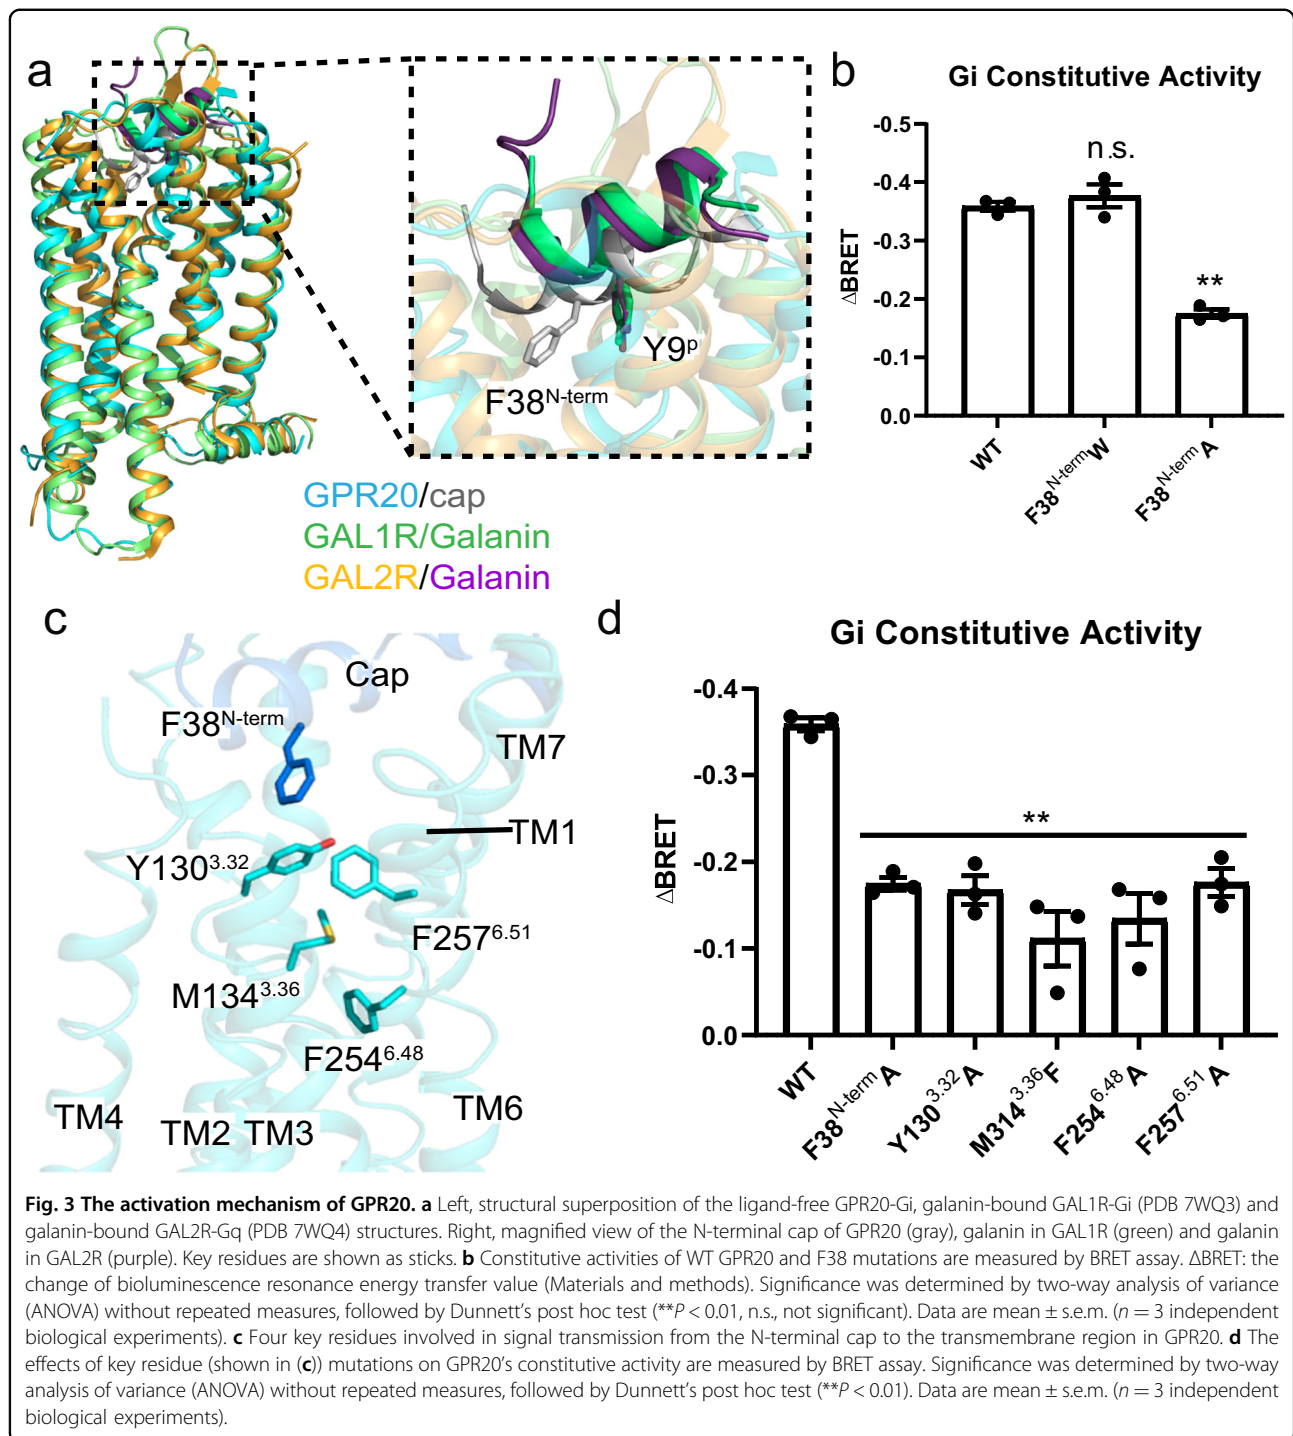 a
F38ᴺ⁻ᵗᵉʳᵐ
Y9ᵖ
GPR20/cap
GAL1R/Galanin
GAL2R/Galanin
b
Gi Constitutive Activity
ΔBRET
-0.5
-0.4
-0.3
-0.2
-0.1
0.0
n.s.
**
WT
F38ᴺ⁻ᵗᵉʳᵐW
F38ᴺ⁻ᵗᵉʳᵐA
c
Cap
F38ᴺ⁻ᵗᵉʳᵐ
TM7
TM1
Y130³·³²
F257⁶·⁵¹
M134³·³⁶
F254⁶·⁴⁸
TM4
TM2 TM3
TM6
d
Gi Constitutive Activity
ΔBRET
-0.4
-0.3
-0.2
-0.1
0.0
**
WT
F38ᴺ⁻ᵗᵉʳᵐA
Y130³·³²A
M314³·³⁶F
F254⁶·⁴⁸A
F257⁶·⁵¹A
Fig. 3 The activation mechanism of GPR20. a Left, structural superposition of the ligand-free GPR20-Gi, galanin-bound GAL1R-Gi (PDB 7WQ3) and
galanin-bound GAL2R-Gq (PDB 7WQ4) structures. Right, magnified view of the N-terminal cap of GPR20 (gray), galanin in GAL1R (green) and galanin
in GAL2R (purple). Key residues are shown as sticks. b Constitutive activities of WT GPR20 and F38 mutations are measured by BRET assay. ΔBRET: the
change of bioluminescence resonance energy transfer value (Materials and methods). Significance was determined by two-way analysis of variance
(ANOVA) without repeated measures, followed by Dunnett’s post hoc test (**P < 0.01, n.s., not significant). Data are mean ± s.e.m. (n = 3 independent
biological experiments). c Four key residues involved in signal transmission from the N-terminal cap to the transmembrane region in GPR20. d The
effects of key residue (shown in (c)) mutations on GPR20’s constitutive activity are measured by BRET assay. Significance was determined by two-way
analysis of variance (ANOVA) without repeated measures, followed by Dunnett’s post hoc test (**P < 0.01). Data are mean ± s.e.m. (n = 3 independent
biological experiments).